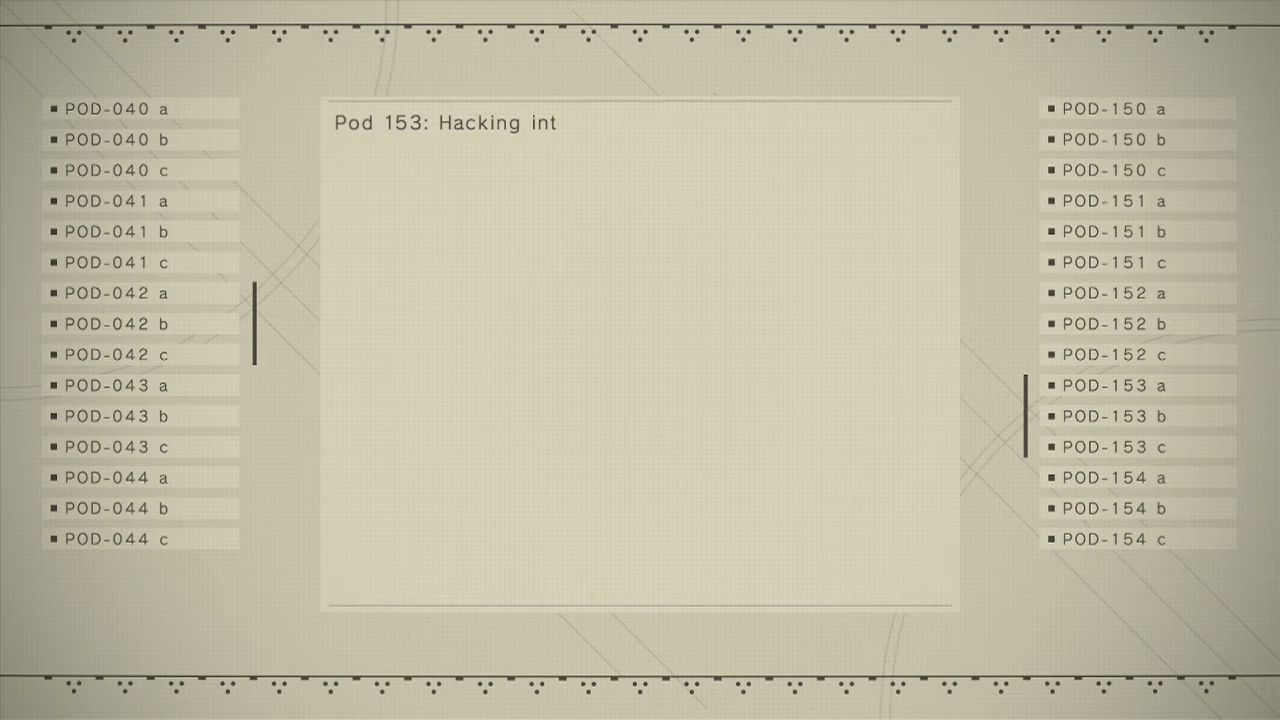 POD-040 a
POD-040 b
POD-040 c
POD-041 a
POD-041 b
POD-041 c
POD-042 a
POD-042 b
POD-042 c
POD-043 a
POD-043 b
POD-043 c
POD-044 a
POD-044 b
POD-044 c
Pod 153: Hacking int
POD-150 a
POD-150 b
POD-150 c
POD-151 a
POD-151 b
POD-151 c
POD-152 a
POD-152 b
POD-152 c
POD-153 a
POD-153 b
POD-153 c
POD-154 a
POD-154 b
POD-154 c